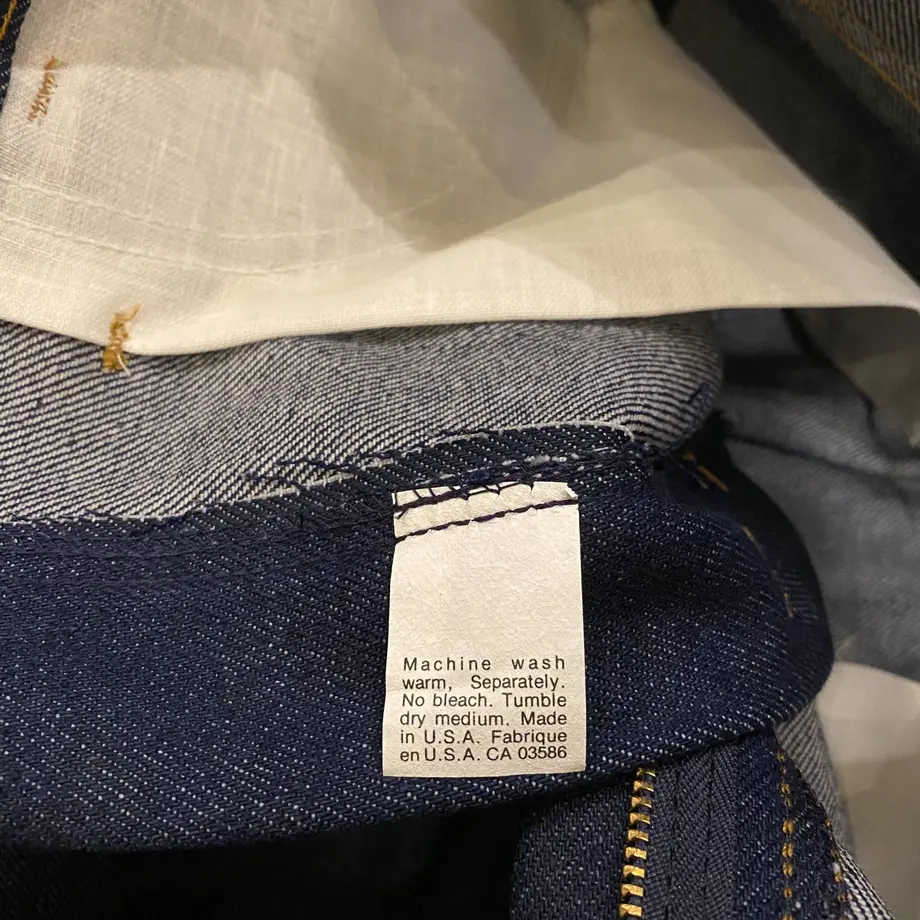 Machine wash
warm, Separately.
No bleach. Tumble
dry medium. Made
in U.S.A. Fabrique
en U.S.A. CA 03586